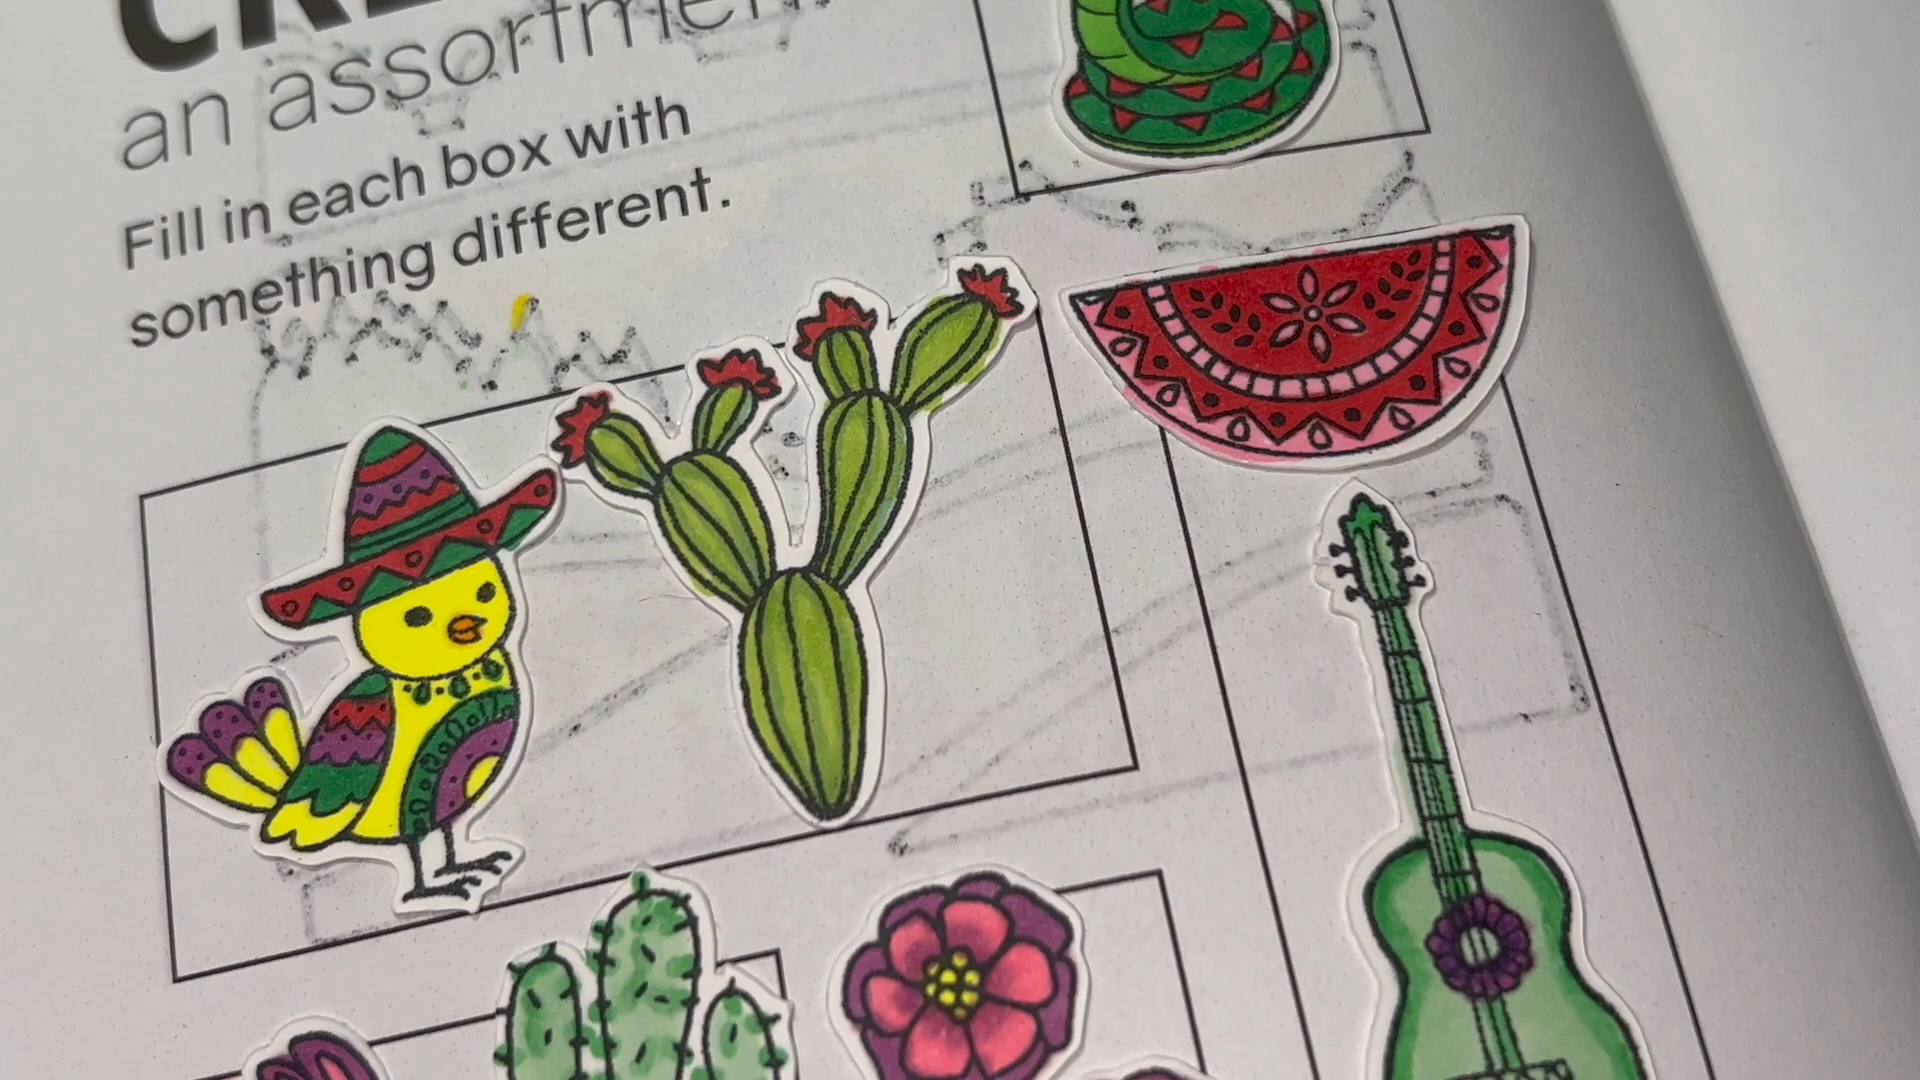 an assortment
Fill in each box with
something different.